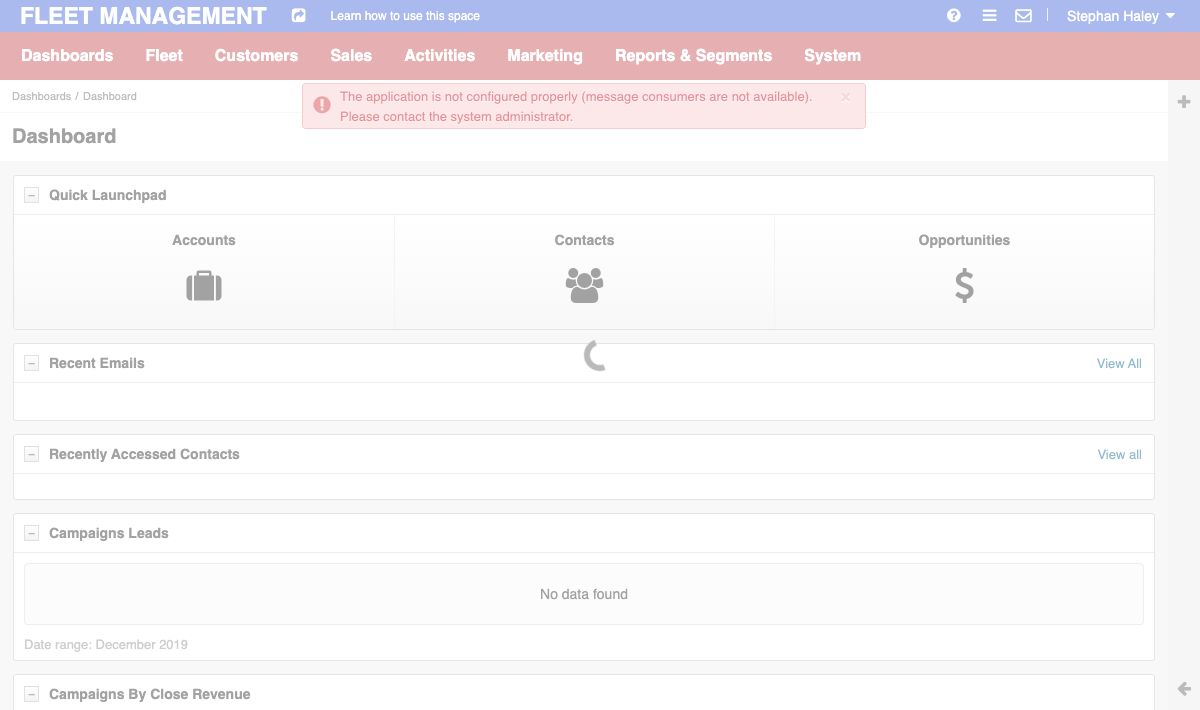 FLEET MANAGEMENT Learn how to use this space Stephan Haley
Dashboards Fleet Customers Sales Activities Marketing Reports & Segments System
Dashboards / Dashboard
The application is not configured properly (message consumers are not available). ×
Please contact the system administrator.
Dashboard
Quick Launchpad
Accounts Contacts Opportunities
Recent Emails View All
Recently Accessed Contacts View all
Campaigns Leads
No data found
Date range: December 2019
Campaigns By Close Revenue